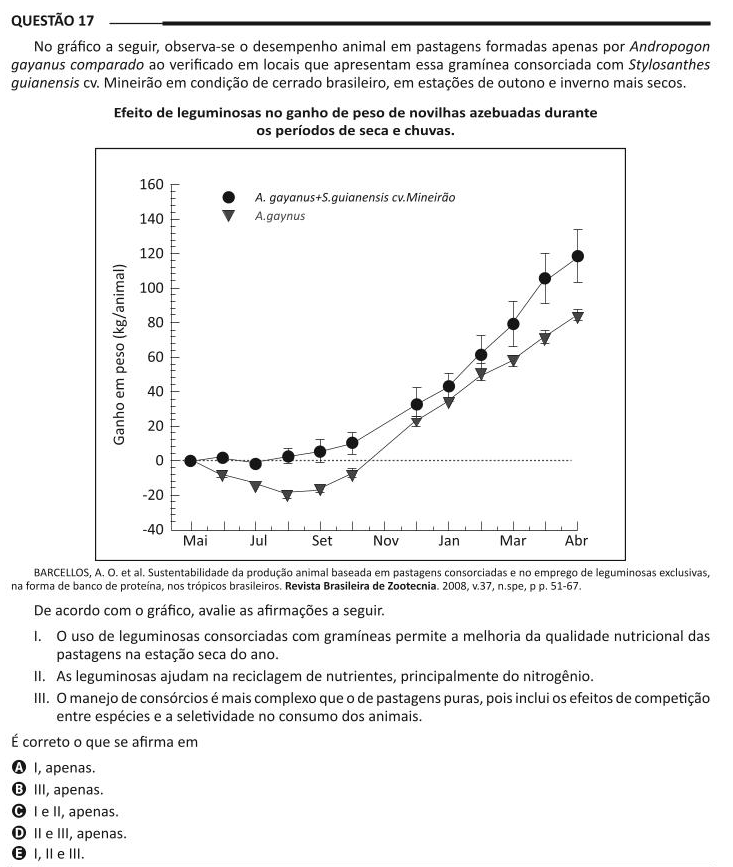 QUESTÃO 17
No gráfico a seguir, observa-se o desempenho animal em pastagens formadas apenas por Andropogon
gayanus comparado ao verificado em locais que apresentam essa gramínea consorciada com Stylosanthes
guianensis cv. Mineirão em condição de cerrado brasileiro, em estações de outono e inverno mais secos.
Efeito de leguminosas no ganho de peso de novilhas azebuadas durante
os períodos de seca e chuvas.
160
A. gayanus+S.guianensis cv.Mineirão
140
A.gaynus
120
100
80
60
40
20
0
-20
-40
Ganho em peso (kg/animal)
Mai Jul Set Nov Jan Mar Abr
BARCELLOS, A. O. et al. Sustentabilidade da produção animal baseada em pastagens consorciadas e no emprego de leguminosas exclusivas,
na forma de banco de proteína, nos trópicos brasileiros. Revista Brasileira de Zootecnia. 2008, v.37, n.spe, p p. 51-67.
De acordo com o gráfico, avalie as afirmações a seguir.
I. O uso de leguminosas consorciadas com gramíneas permite a melhoria da qualidade nutricional das
pastagens na estação seca do ano.
II. As leguminosas ajudam na reciclagem de nutrientes, principalmente do nitrogênio.
III. O manejo de consórcios é mais complexo que o de pastagens puras, pois inclui os efeitos de competição
entre espécies e a seletividade no consumo dos animais.
É correto o que se afirma em
A I, apenas.
B III, apenas.
C I e II, apenas.
D II e III, apenas.
E I, II e III.